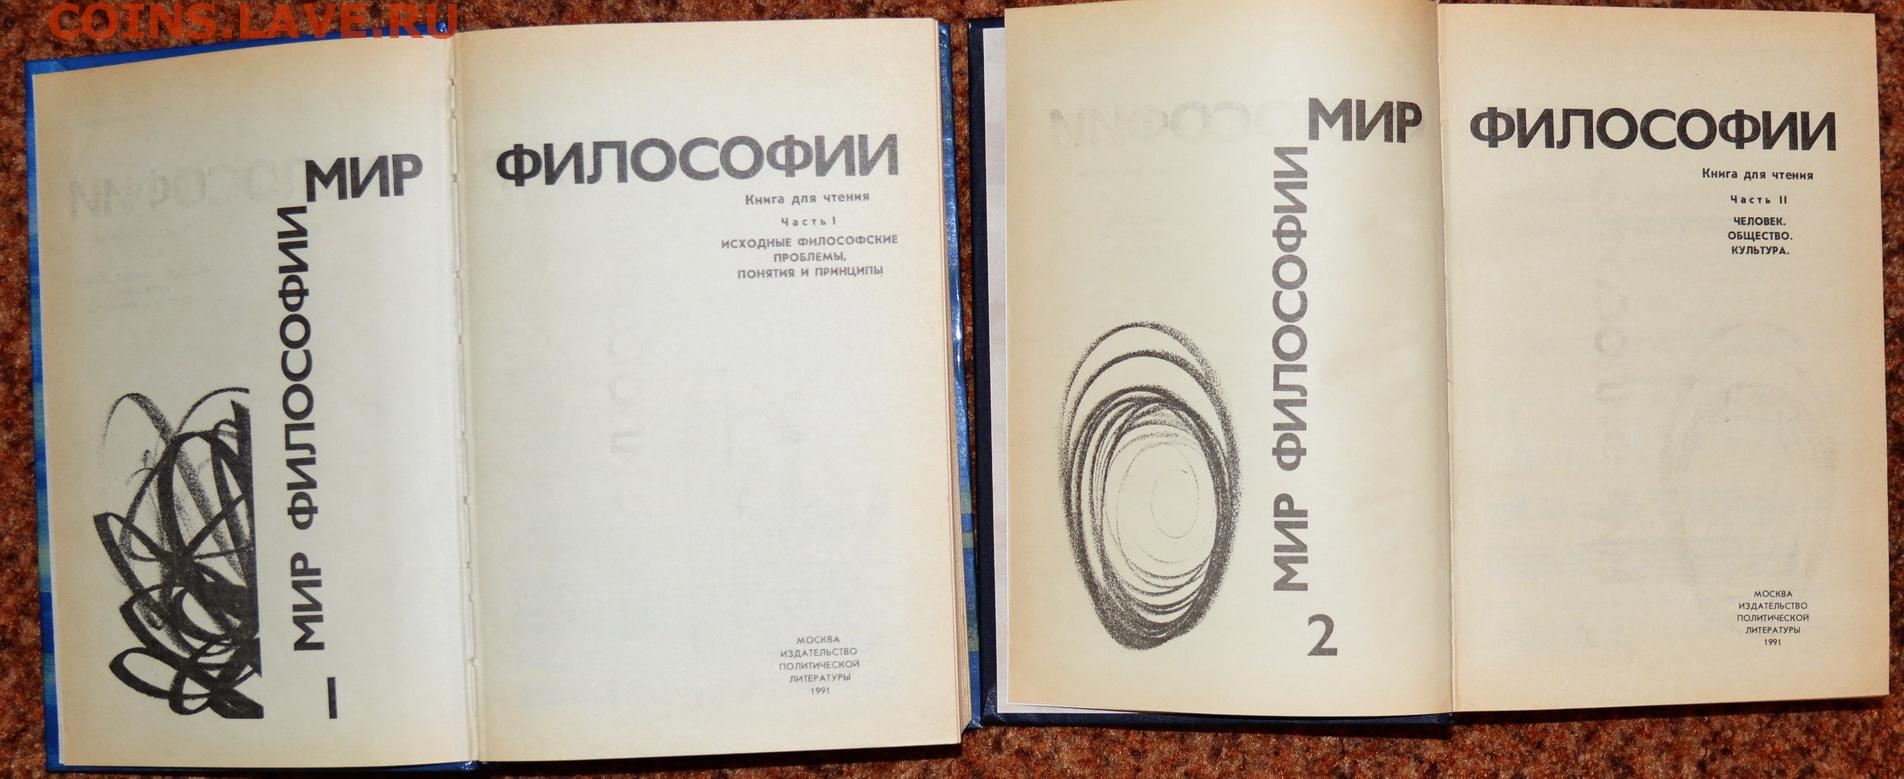 COINS.LAVE.RU
МИР ФИЛОСОФИИ
МИР ФИЛОСОФИИ
1
Книга для чтения
Часть I
ИСХОДНЫЕ ФИЛОСОФСКИЕ
ПРОБЛЕМЫ,
ПОНЯТИЯ И ПРИНЦИПЫ
МОСКВА
ИЗДАТЕЛЬСТВО
ПОЛИТИЧЕСКОЙ
ЛИТЕРАТУРЫ
1991
МИР ФИЛОСОФИИ
МИР ФИЛОСОФИИ
2
Книга для чтения
Часть II
ЧЕЛОВЕК.
ОБЩЕСТВО.
КУЛЬТУРА.
МОСКВА
ИЗДАТЕЛЬСТВО
ПОЛИТИЧЕСКОЙ
ЛИТЕРАТУРЫ
1991